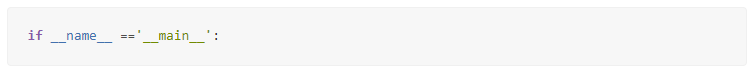 if __name__ =='__main__':